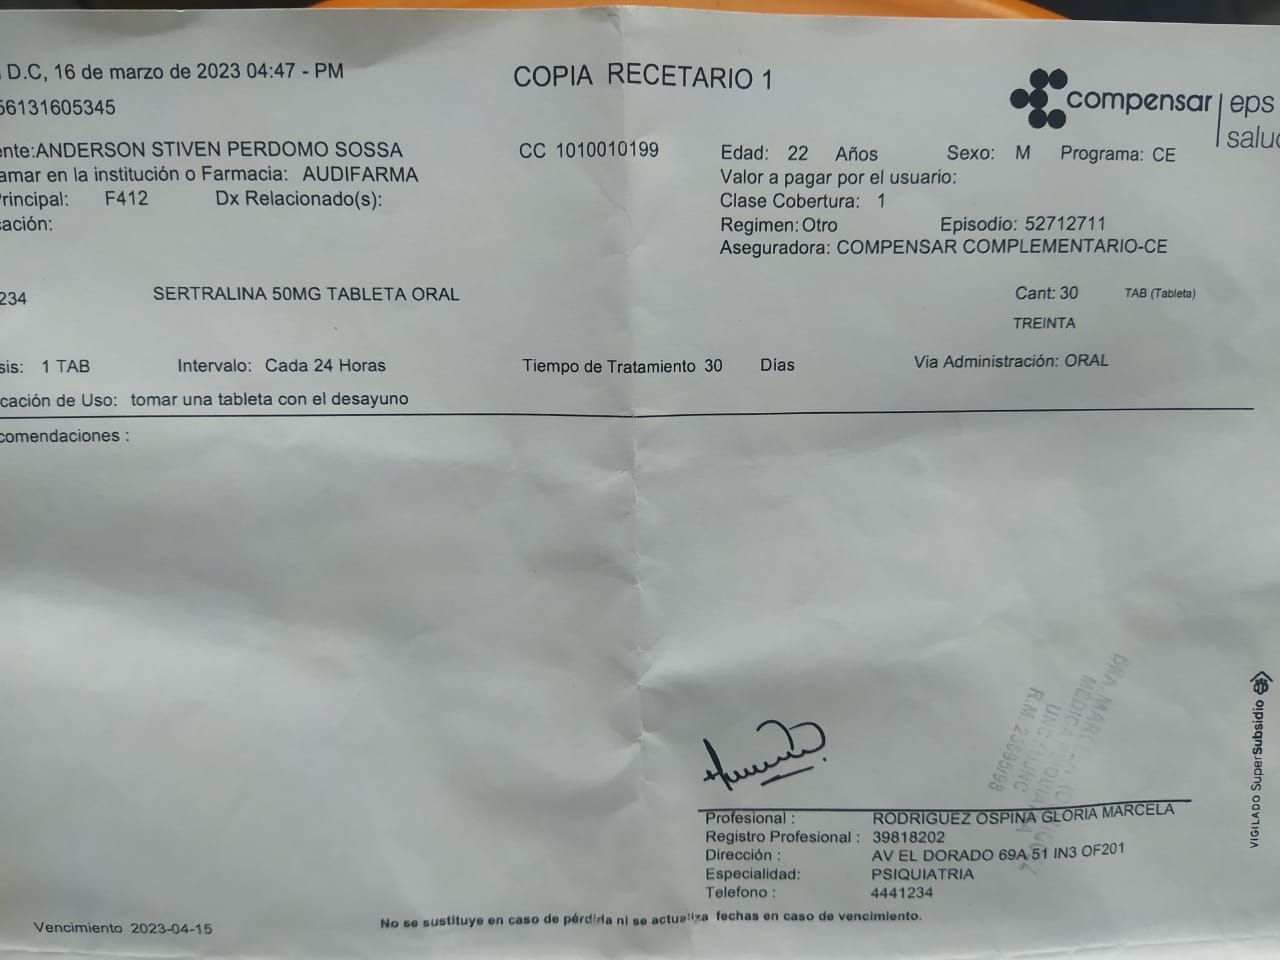 D.C, 16 de marzo de 2023 04:47 - PM
COPIA RECETARIO 1
compensar eps
salud
56131605345
ente:ANDERSON STIVEN PERDOMO SOSSA CC 1010010199 Edad: 22 Años Sexo: M Programa: CE
amar en la institución o Farmacia: AUDIFARMA Valor a pagar por el usuario:
Principal: F412 Dx Relacionado(s): Clase Cobertura: 1
cación: Regimen: Otro Episodio: 52712711
Aseguradora: COMPENSAR COMPLEMENTARIO-CE
234 SERTRALINA 50MG TABLETA ORAL Cant: 30 TAB (Tableta)
TREINTA
sis: 1 TAB Intervalo: Cada 24 Horas Tiempo de Tratamiento 30 Días Via Administración: ORAL
cación de Uso: tomar una tableta con el desayuno
comendaciones :
DRA. MEDICA
R.M.
Profesional : RODRIGUEZ OSPINA GLORIA MARCELA
Registro Profesional : 39818202
Dirección : AV EL DORADO 69A 51 IN3 OF201
Especialidad: PSIQUIATRIA
Telefono : 4441234
Vencimiento 2023-04-15
No se sustituye en caso de pérdida ni se actualiza fechas en caso de vencimiento.
VIGILADO SuperSubsidio